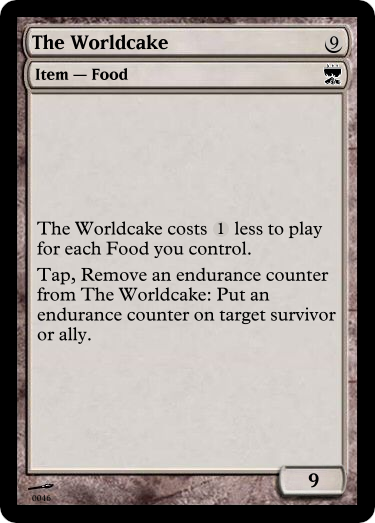 The Worldcake 9
Item — Food
The Worldcake costs 1 less to play
for each Food you control.
Tap, Remove an endurance counter
from The Worldcake: Put an
endurance counter on target survivor
or ally.
9
0046